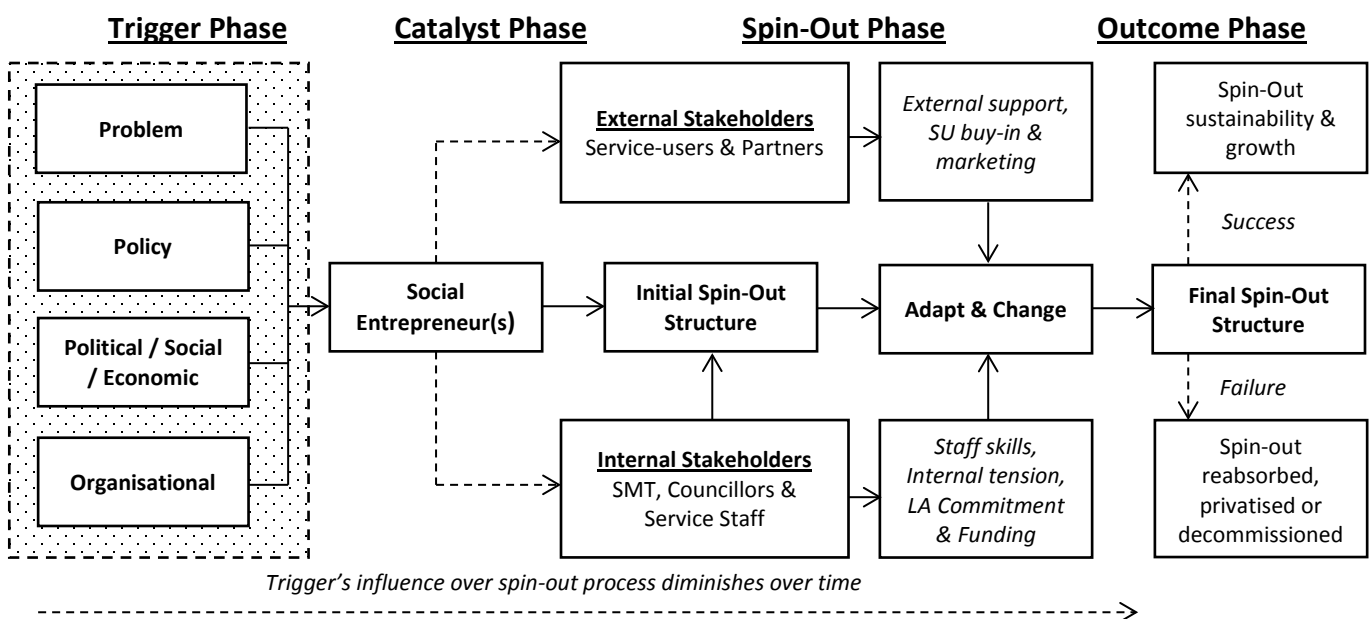 Trigger Phase
Catalyst Phase
Spin-Out Phase
Outcome Phase
Problem
Policy
Political / Social
/ Economic
Organisational
Social
Entrepreneur(s)
External Stakeholders
Service-users & Partners
Initial Spin-Out
Structure
Internal Stakeholders
SMT, Councillors &
Service Staff
External support,
SU buy-in &
marketing
Adapt & Change
Staff skills,
Internal tension,
LA Commitment
& Funding
Spin-Out
sustainability &
growth
Success
Final Spin-Out
Structure
Failure
Spin-out
reabsorbed,
privatised or
decommissioned
Trigger’s influence over spin-out process diminishes over time